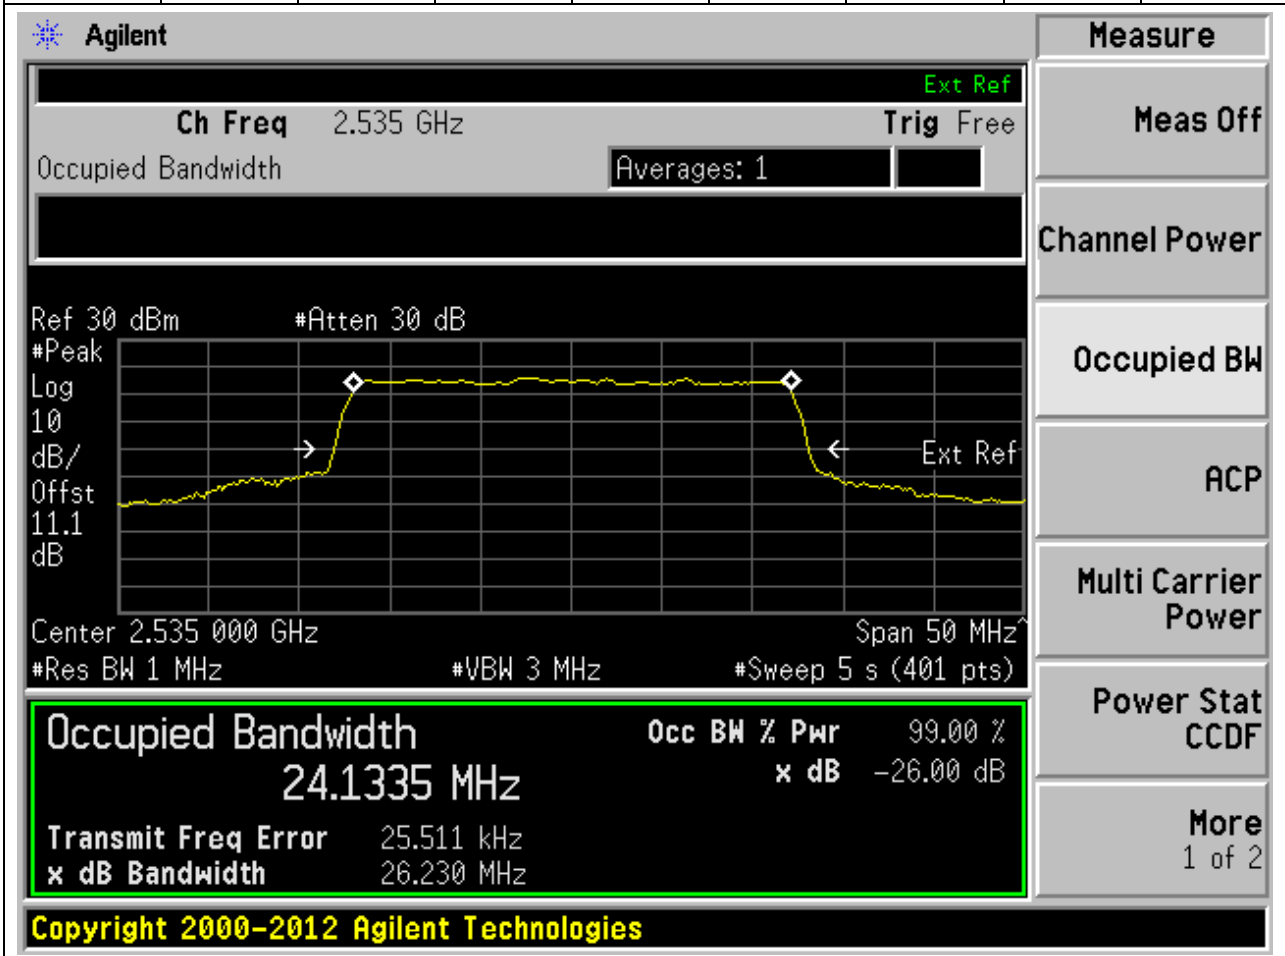 Agilent
Measure
Ext Ref
Ch Freq 2.535 GHz Trig Free
Occupied Bandwidth Averages: 1
Meas Off
Channel Power
Occupied BW
ACP
Multi Carrier
Power
Power Stat
CCDF
More
1 of 2
Ref 30 dBm #Atten 30 dB
#Peak
Log
10
dB/
Offst
11.1
dB
Ext Ref
Center 2.535 000 GHz Span 50 MHz^
#Res BW 1 MHz #VBW 3 MHz #Sweep 5 s (401 pts)
Occupied Bandwidth Occ BW % Pwr 99.00 %
24.1335 MHz x dB -26.00 dB
Transmit Freq Error 25.511 kHz
x dB Bandwidth 26.230 MHz
Copyright 2000-2012 Agilent Technologies